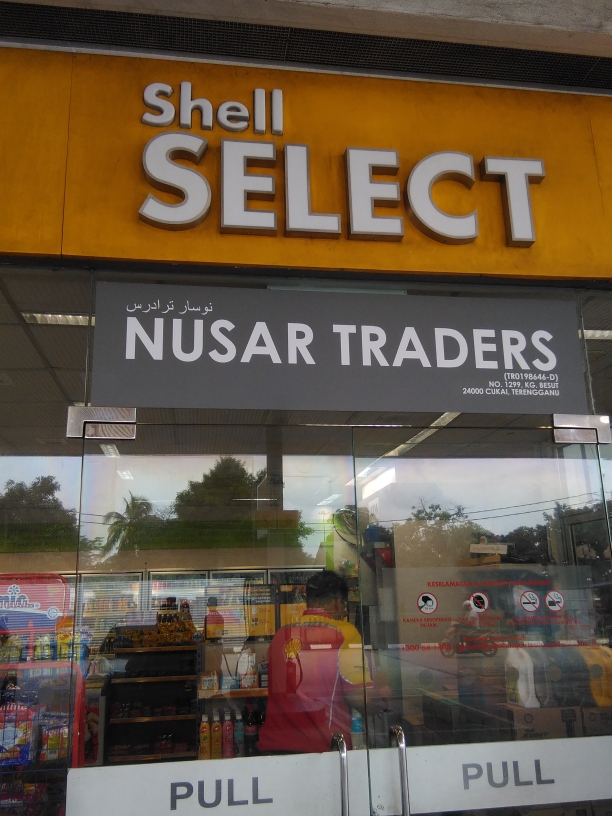 Shell
SELECT
نوسار ترادرس
NUSAR TRADERS
(TR0198646-D)
NO. 1299, KG. BESUT
24000 CUKAI, TERENGGANU
PULL
PULL